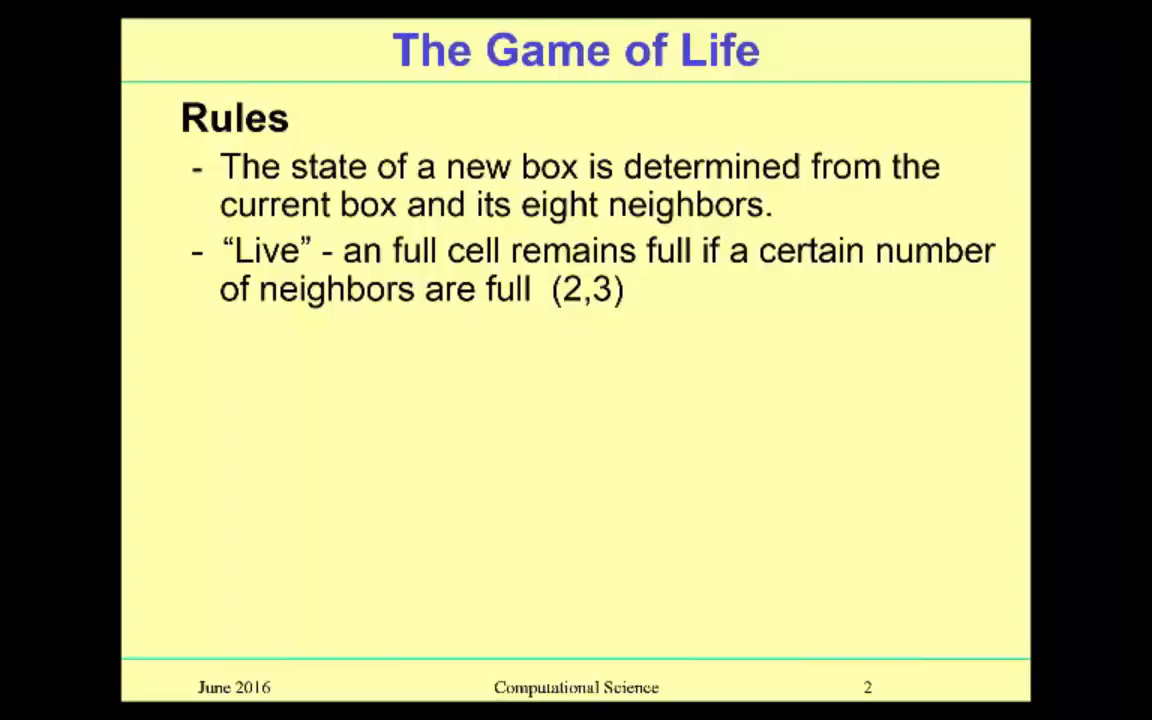 The Game of Life
Rules
- The state of a new box is determined from the
current box and its eight neighbors.
- “Live” - an full cell remains full if a certain number
of neighbors are full (2,3)
June 2016 Computational Science 2